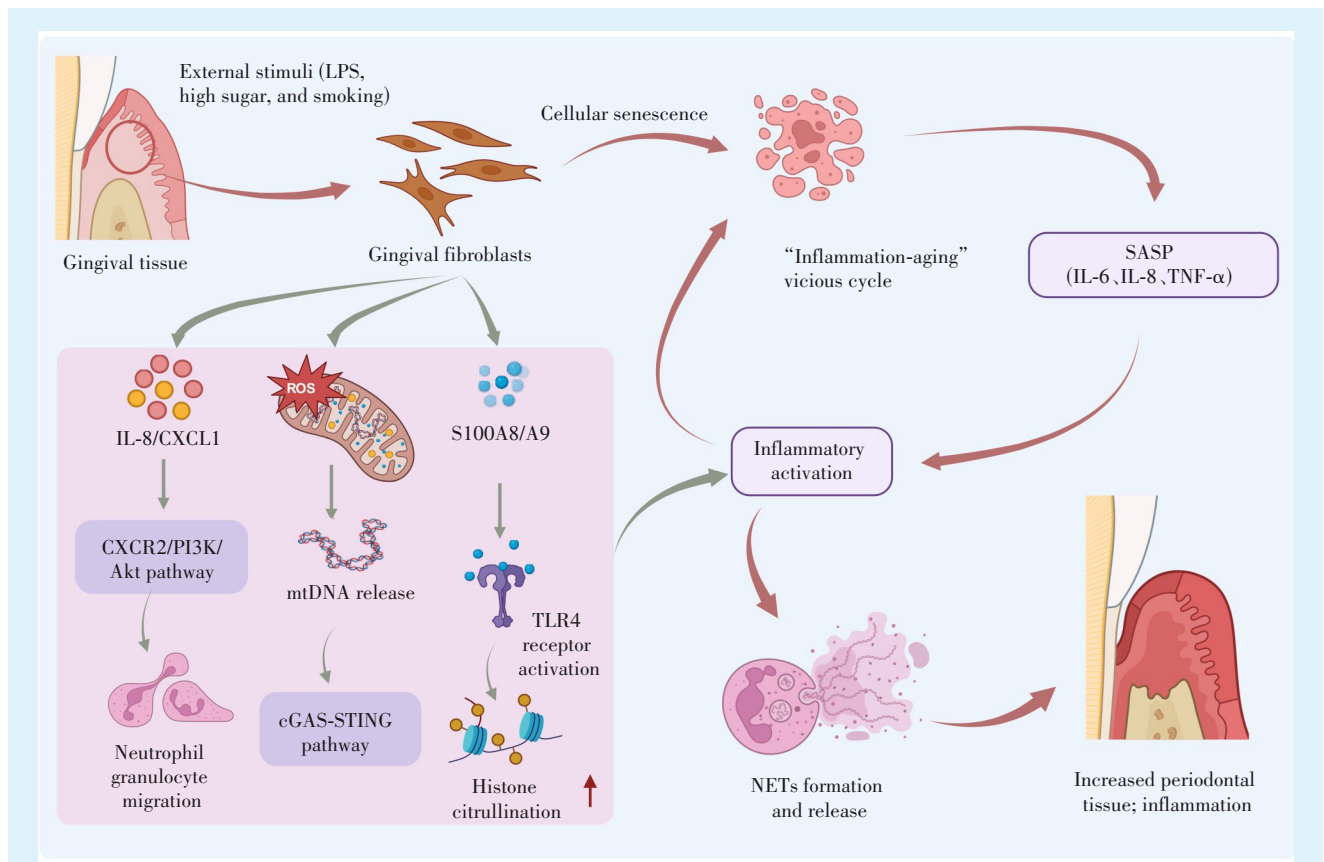 External stimuli (LPS,
high sugar, and smoking)
Gingival tissue
Gingival fibroblasts
Cellular senescence
“Inflammation-aging”
vicious cycle
SASP
(IL-6、IL-8、TNF-α)
IL-8/CXCL1
CXCR2/PI3K/
Akt pathway
Neutrophil
granulocyte
migration
ROS
mtDNA release
cGAS-STING
pathway
S100A8/A9
TLR4
receptor
activation
Histone
citrullination
Inflammatory
activation
NETs formation
and release
Increased periodontal
tissue; inflammation